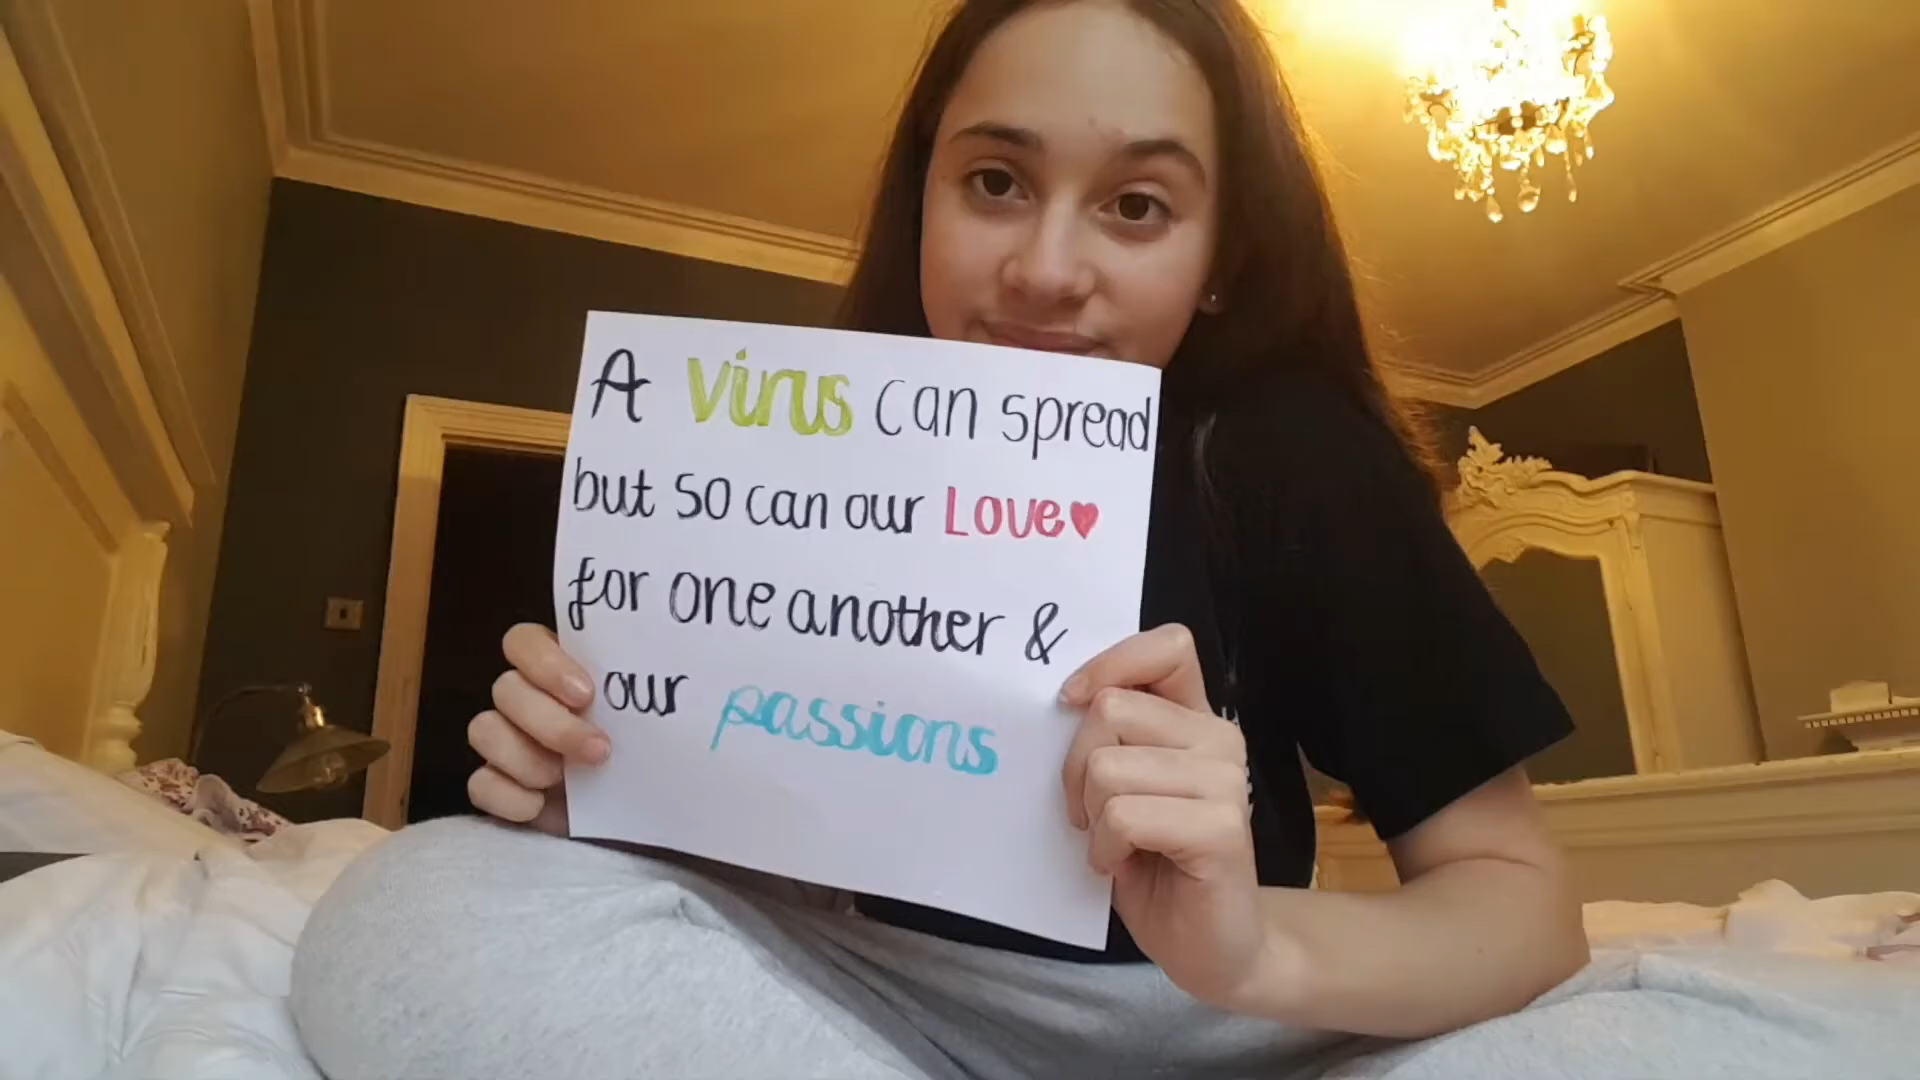 A virus can spread
but so can our Love♥
for one another &
our passions